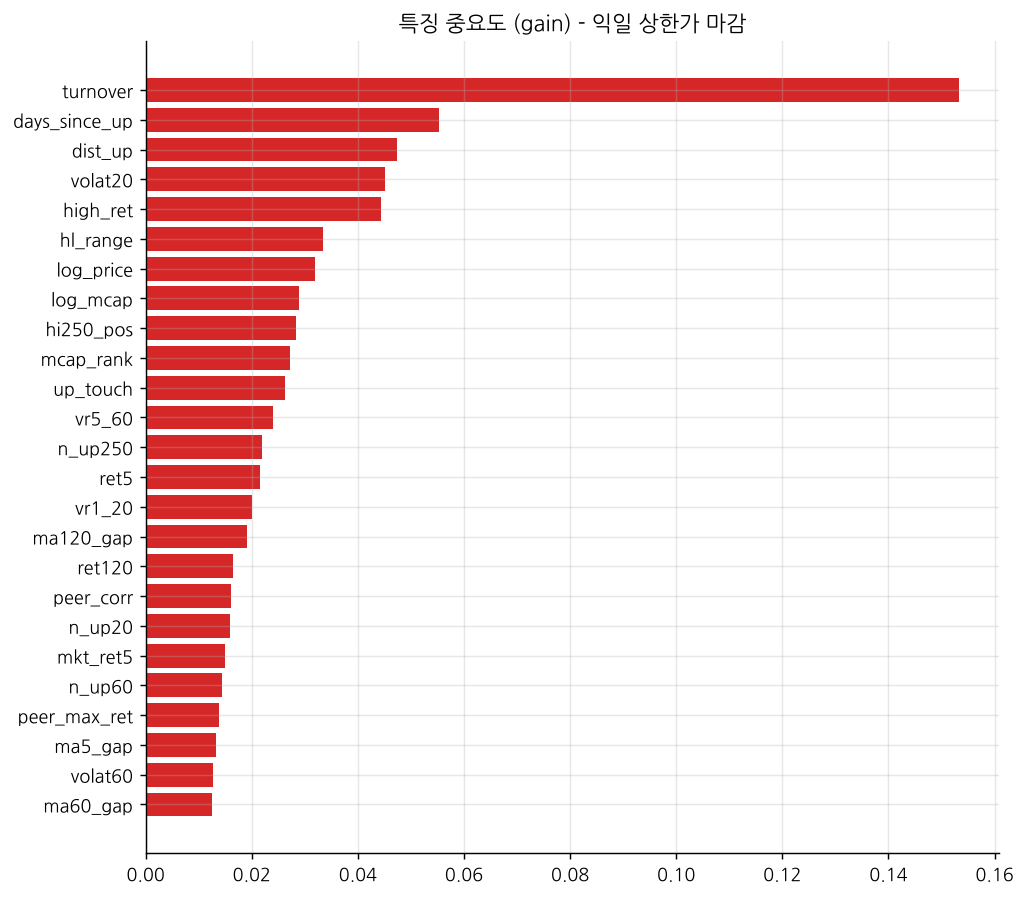 특징 중요도 (gain) - 익일 상한가 마감
turnover
days_since_up
dist_up
volat20
high_ret
hl_range
log_price
log_mcap
hi250_pos
mcap_rank
up_touch
vr5_60
n_up250
ret5
vr1_20
ma120_gap
ret120
peer_corr
n_up20
mkt_ret5
n_up60
peer_max_ret
ma5_gap
volat60
ma60_gap
0.00 0.02 0.04 0.06 0.08 0.10 0.12 0.14 0.16